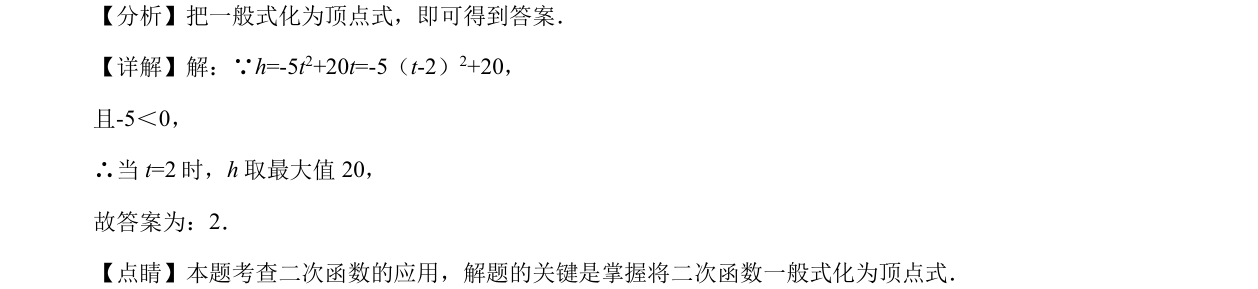 【分析】把一般式化为顶点式，即可得到答案．
【详解】解：∵h=-5t²+20t=-5（t-2）²+20，
且-5＜0，
∴当 t=2 时，h 取最大值 20，
故答案为：2．
【点睛】本题考查二次函数的应用，解题的关键是掌握将二次函数一般式化为顶点式．